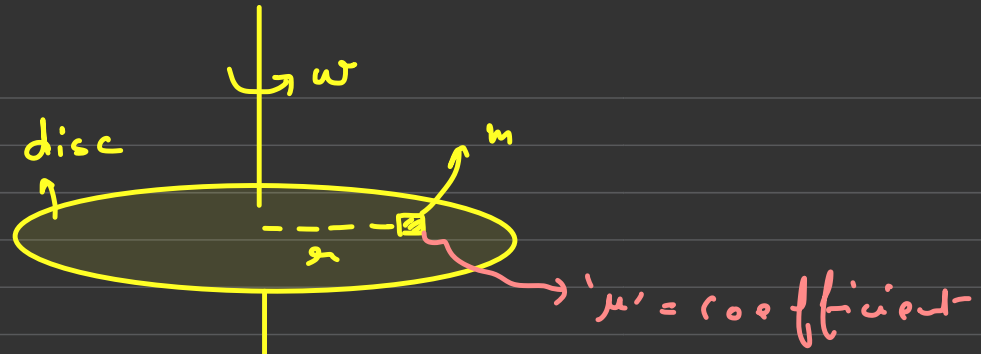 ω
disc
m
r
'μ' = coefficient